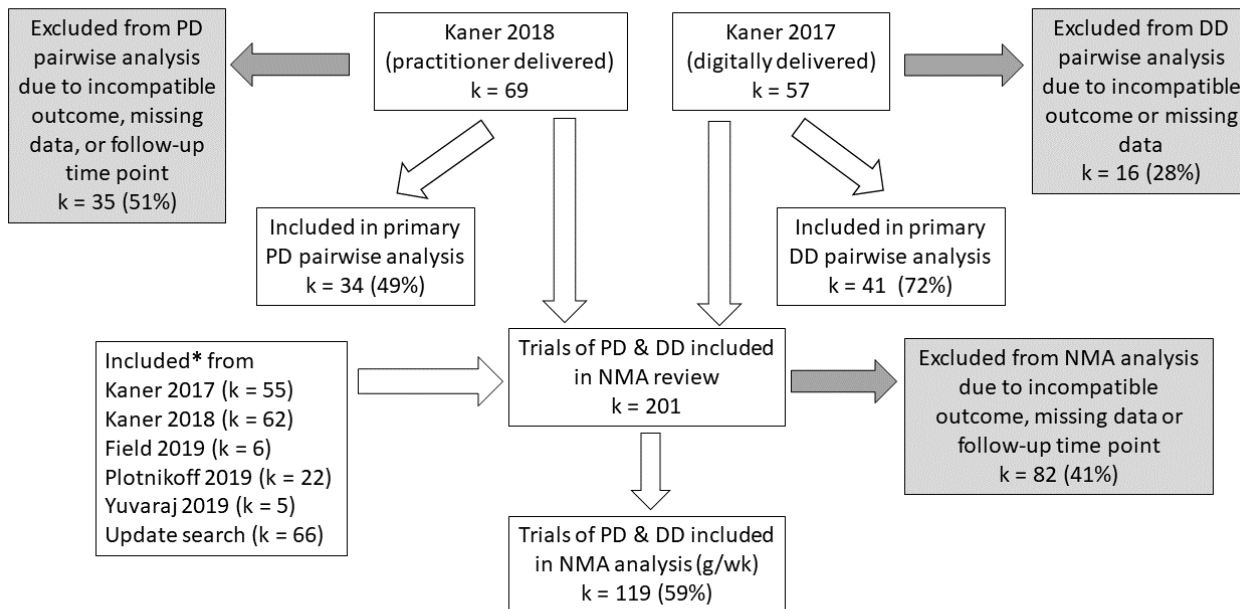 Excluded from PD
pairwise analysis
due to incompatible
outcome, missing
data, or follow-up
time point
k = 35 (51%)
Kaner 2018
(practitioner delivered)
k = 69
Kaner 2017
(digitally delivered)
k = 57
Excluded from DD
pairwise analysis
due to incompatible
outcome or missing
data
k = 16 (28%)
Included in primary
PD pairwise analysis
k = 34 (49%)
Included in primary
DD pairwise analysis
k = 41 (72%)
Included* from
Kaner 2017 (k = 55)
Kaner 2018 (k = 62)
Field 2019 (k = 6)
Plotnikoff 2019 (k = 22)
Yuvaraj 2019 (k = 5)
Update search (k = 66)
Trials of PD & DD included
in NMA review
k = 201
Excluded from NMA analysis
due to incompatible
outcome, missing data or
follow-up time point
k = 82 (41%)
Trials of PD & DD included
in NMA analysis (g/wk)
k = 119 (59%)